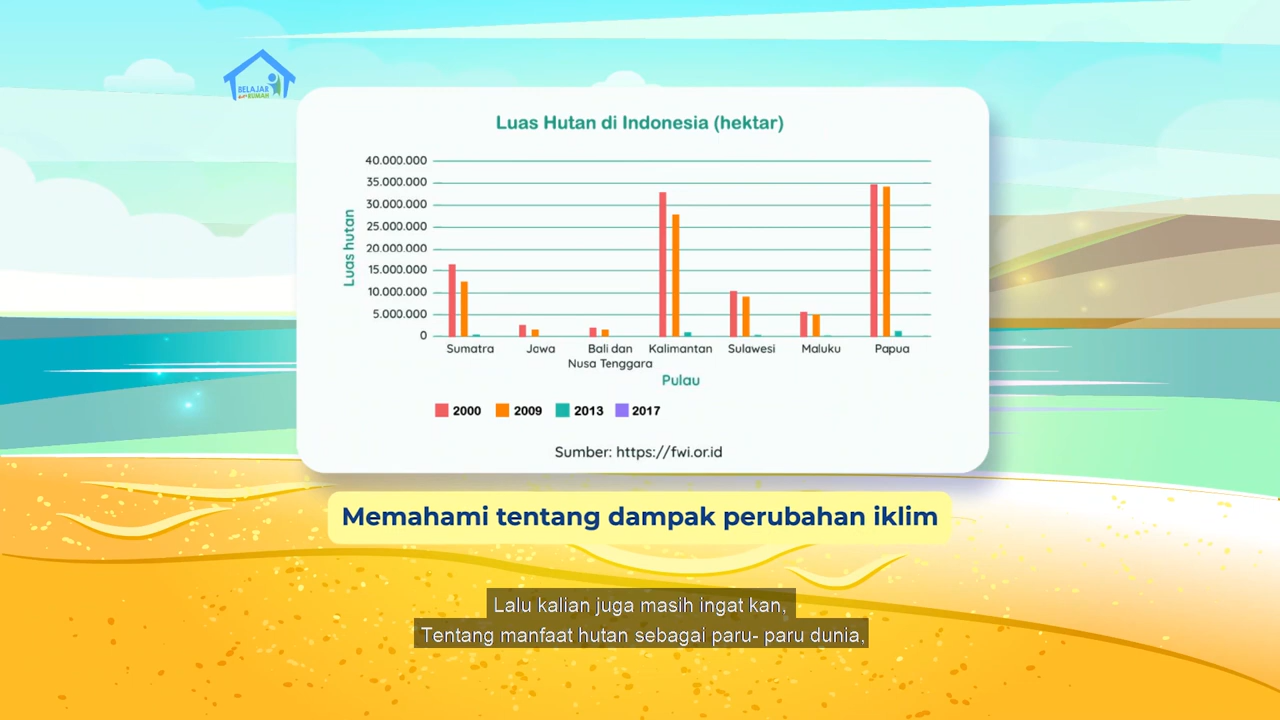 BELAJAR
dari RUMAH
Luas Hutan di Indonesia (hektar)
Luas hutan
40.000.000
35.000.000
30.000.000
25.000.000
20.000.000
15.000.000
10.000.000
5.000.000
0
Sumatra Jawa Bali dan Kalimantan Sulawesi Maluku Papua
Nusa Tenggara
Pulau
2000 2009 2013 2017
Sumber: https://fwi.or.id
Memahami tentang dampak perubahan iklim
Lalu kalian juga masih ingat kan,
Tentang manfaat hutan sebagai paru- paru dunia,